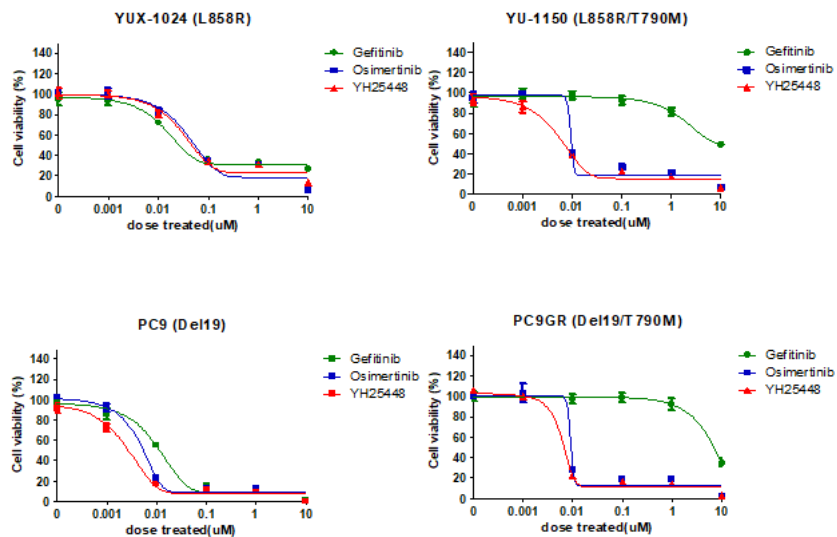 YUX-1024 (L858R)
140
120
100
80
60
40
20
0
Cell viability (%)
0 0.001 0.01 0.1 1 10
dose treated(uM)
Gefitinib
Osimertinib
YH25448
YU-1150 (L858R/T790M)
140
120
100
80
60
40
20
0
Cell viability (%)
0 0.001 0.01 0.1 1 10
dose treated(uM)
Gefitinib
Osimertinib
YH25448
PC9 (Del19)
140
120
100
80
60
40
20
0
Cell viability (%)
0 0.001 0.01 0.1 1 10
dose treated(uM)
Gefitinib
Osimertinib
YH25448
PC9GR (Del19/T790M)
140
120
100
80
60
40
20
0
Cell viability (%)
0 0.001 0.01 0.1 1 10
dose treated(uM)
Gefitinib
Osimertinib
YH25448